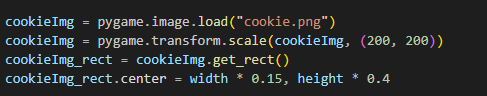 cookieImg = pygame.image.load("cookie.png")
cookieImg = pygame.transform.scale(cookieImg, (200, 200))
cookieImg_rect = cookieImg.get_rect()
cookieImg_rect.center = width * 0.15, height * 0.4